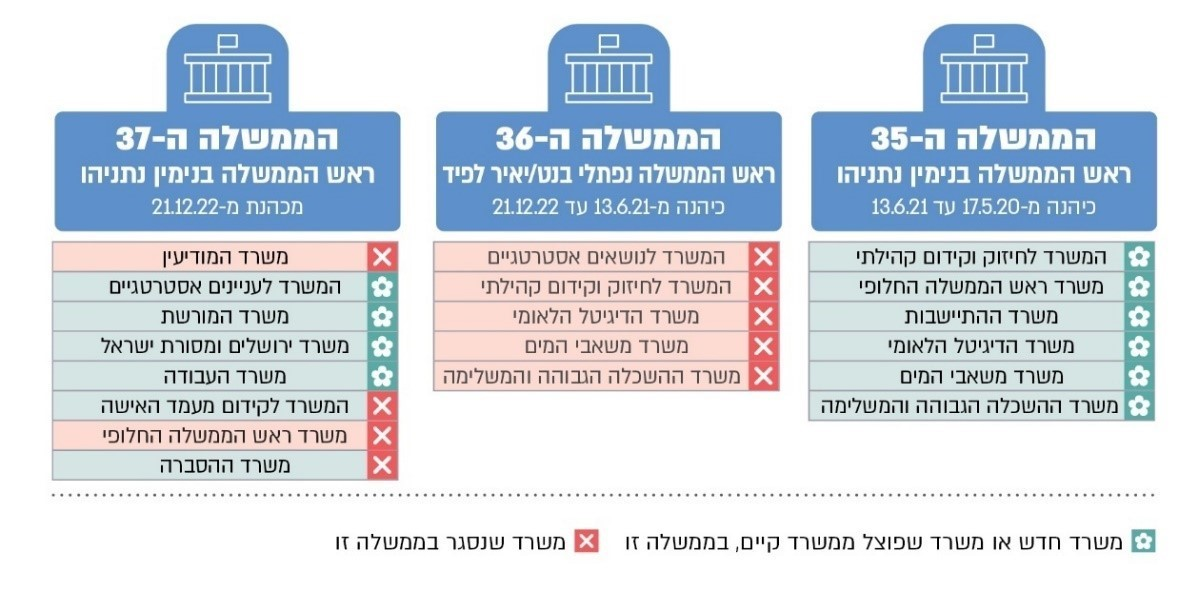 הממשלה ה-35
ראש הממשלה בנימין נתניהו
כיהנה מ-17.5.20 עד 13.6.21
המשרד לחיזוק וקידום קהילתי
משרד ראש הממשלה החלופי
משרד ההתיישבות
משרד הדיגיטל הלאומי
משרד משאבי המים
משרד ההשכלה הגבוהה והמשלימה
הממשלה ה-36
ראש הממשלה נפתלי בנט/יאיר לפיד
כיהנה מ-13.6.21 עד 21.12.22
המשרד לנושאים אסטרטגיים
המשרד לחיזוק וקידום קהילתי
משרד הדיגיטל הלאומי
משרד משאבי המים
משרד ההשכלה הגבוהה והמשלימה
הממשלה ה-37
ראש הממשלה בנימין נתניהו
מכהנת מ-21.12.22
משרד המודיעין
המשרד לעניינים אסטרטגיים
משרד המורשת
משרד ירושלים ומסורת ישראל
משרד העבודה
המשרד לקידום מעמד האישה
משרד ראש הממשלה החלופי
משרד ההסברה
משרד חדש או משרד שפוצל ממשרד קיים, בממשלה זו
משרד שנסגר בממשלה זו